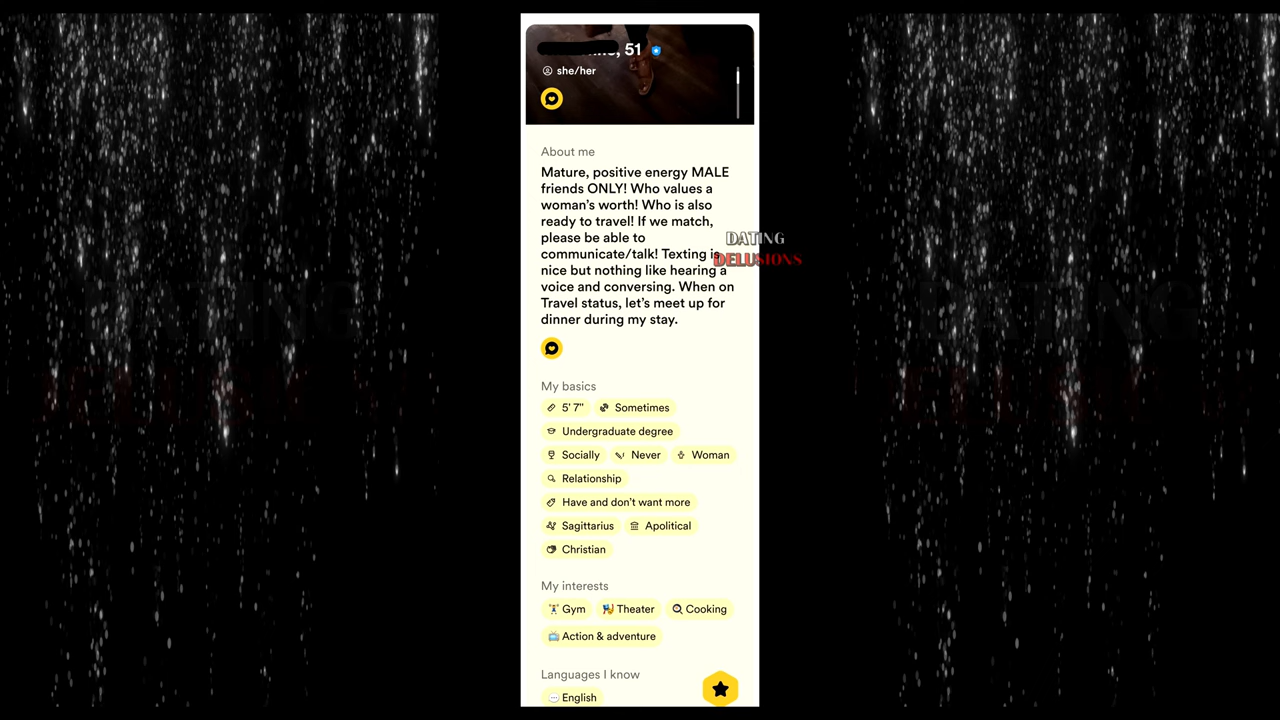 51
she/her
About me
Mature, positive energy MALE
friends ONLY! Who values a
woman's worth! Who is also
ready to travel! If we match,
please be able to
communicate/talk! Texting is
nice but nothing like hearing a
voice and conversing. When on
Travel status, let's meet up for
dinner during my stay.
DATING
DELUSIONS
My basics
5' 7" Sometimes
Undergraduate degree
Socially Never Woman
Relationship
Have and don't want more
Sagittarius Apolitical
Christian
My interests
Gym Theater Cooking
Action & adventure
Languages I know
English